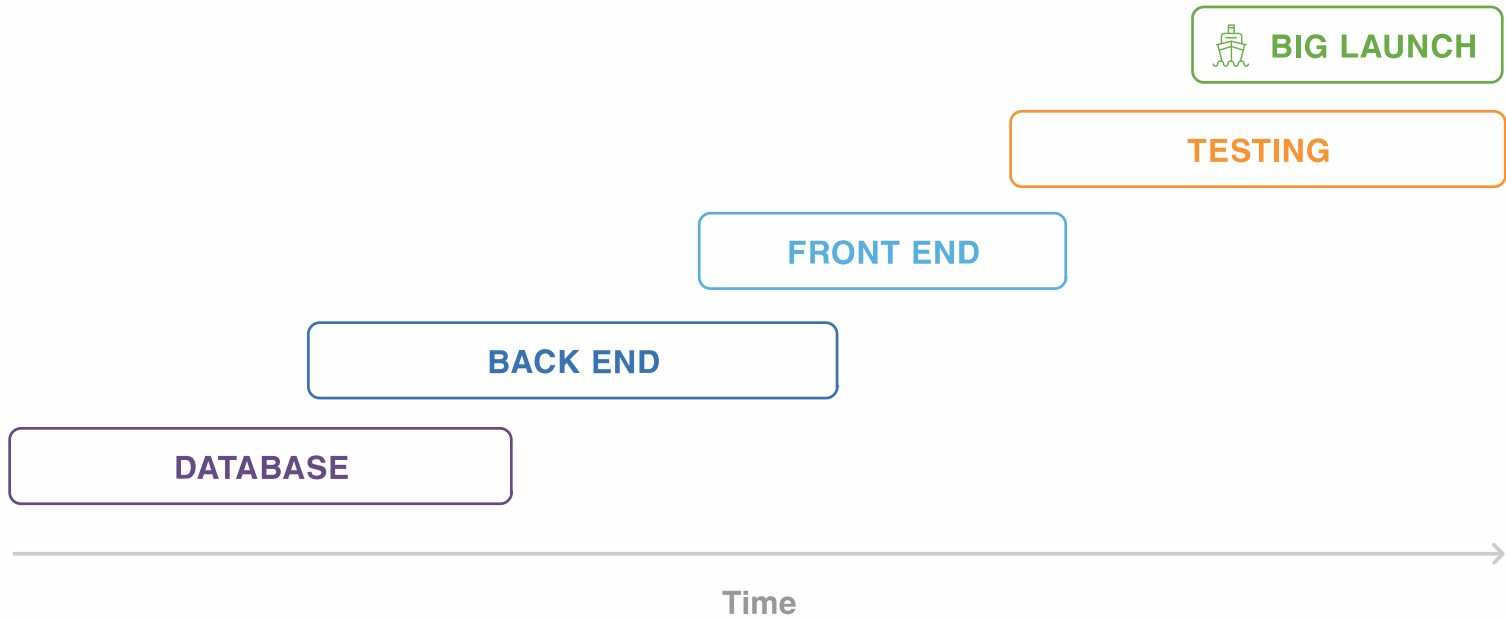 BIG LAUNCH
TESTING
FRONT END
BACK END
DATABASE
Time